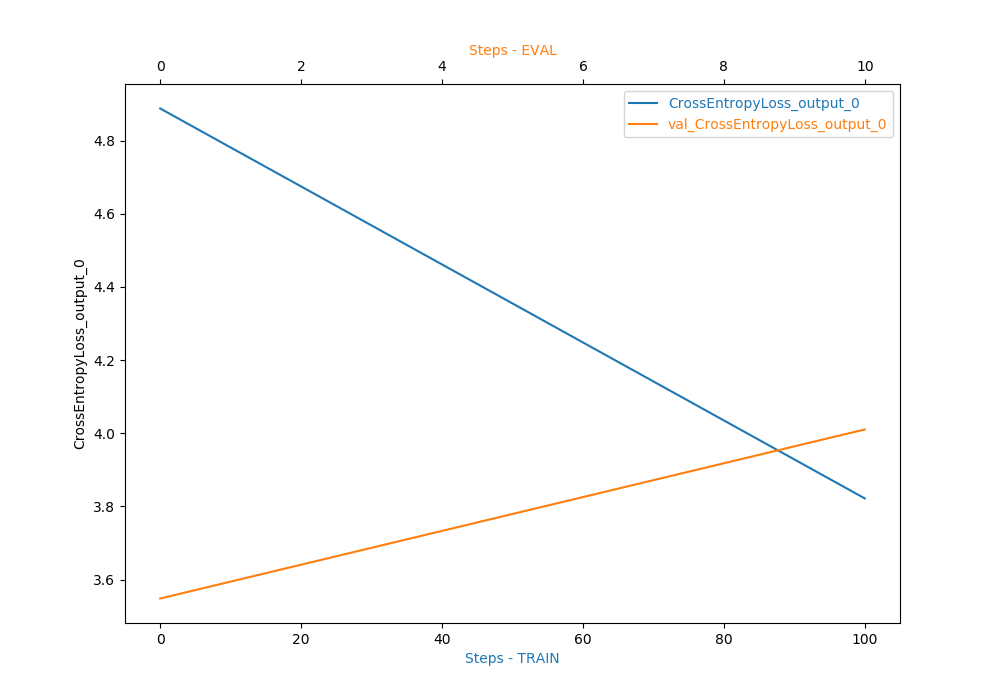 Steps - EVAL
0 2 4 6 8 10
CrossEntropyLoss_output_0
val_CrossEntropyLoss_output_0
CrossEntropyLoss_output_0
4.8
4.6
4.4
4.2
4.0
3.8
3.6
0 20 40 60 80 100
Steps - TRAIN